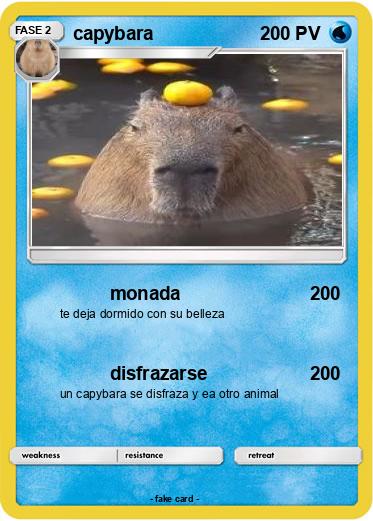 FASE 2
capybara 200 PV
monada 200
te deja dormido con su belleza
disfrazarse 200
un capybara se disfraza y ea otro animal
weakness resistance retreat
- fake card -